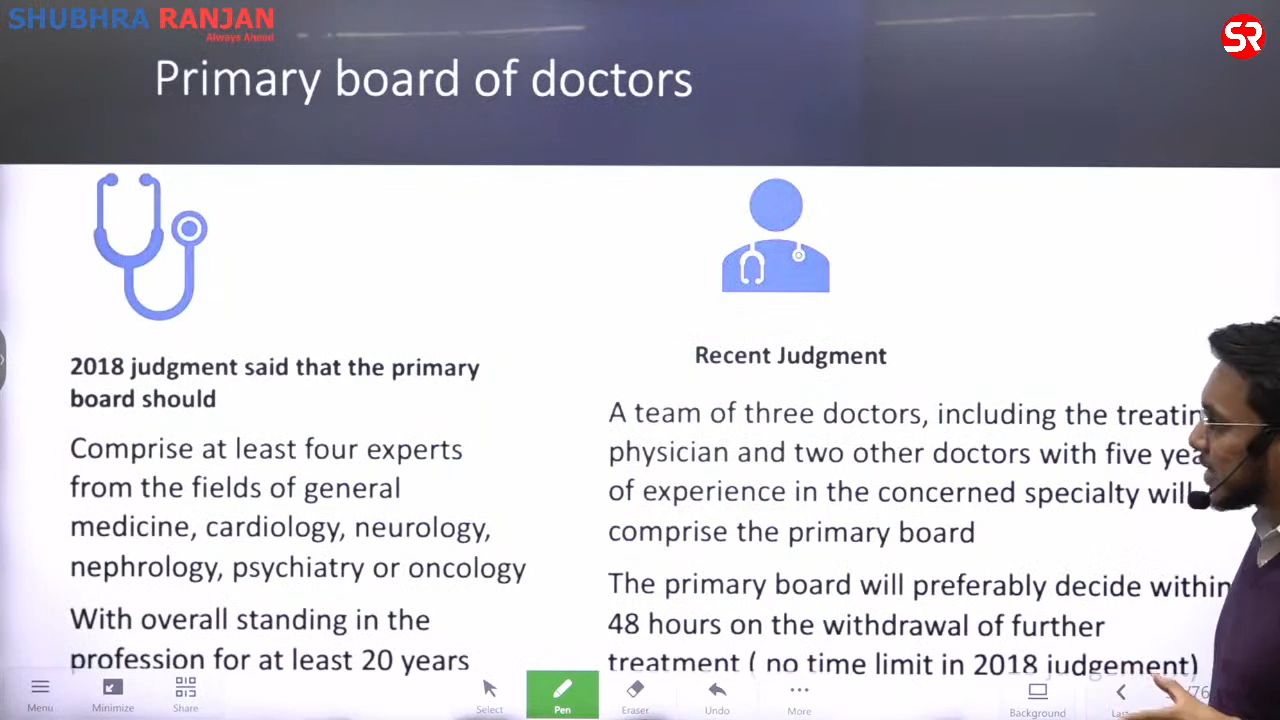 SHUBHRA RANJAN
Always Ahead
SR
Primary board of doctors
2018 judgment said that the primary
board should
Comprise at least four experts
from the fields of general
medicine, cardiology, neurology,
nephrology, psychiatry or oncology
With overall standing in the
profession for at least 20 years
Recent Judgment
A team of three doctors, including the
physician and two other doctors with five
of experience in the concerned specialty will
comprise the primary board
The primary board will preferably decide within
48 hours on the withdrawal of further
treatment ( no time limit in 2018 judgement)
Menu
Minimize
Share
Select
Pen
Eraser
Undo
More
Background